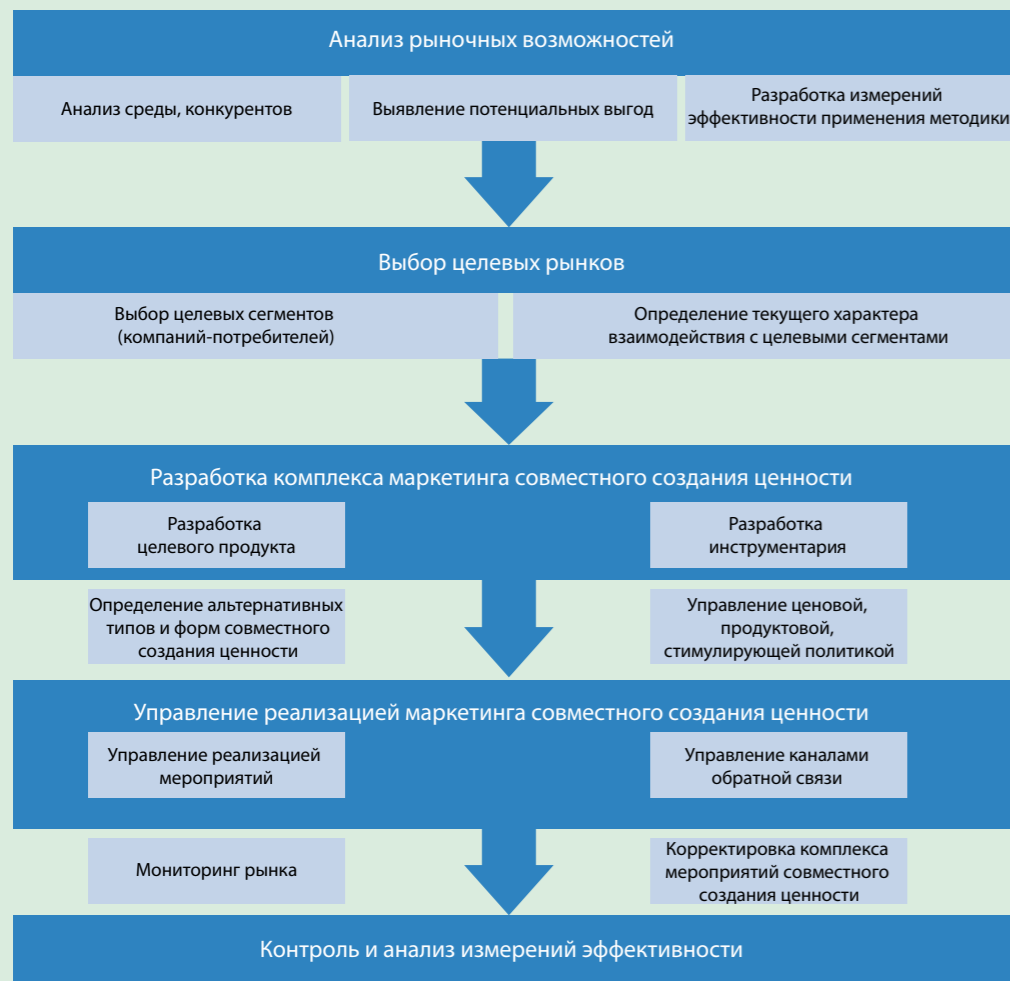 Анализ рыночных возможностей
Анализ среды, конкурентов
Выявление потенциальных выгод
Разработка измерений
эффективности применения методики
Выбор целевых рынков
Выбор целевых сегментов
(компаний-потребителей)
Определение текущего характера
взаимодействия с целевыми сегментами
Разработка комплекса маркетинга совместного создания ценности
Разработка
целевого продукта
Разработка
инструментария
Определение альтернативных
типов и форм совместного
создания ценности
Управление ценовой,
продуктовой,
стимулирующей политикой
Управление реализацией маркетинга совместного создания ценности
Управление реализацией
мероприятий
Управление каналами
обратной связи
Мониторинг рынка
Корректировка комплекса
мероприятий совместного
создания ценности
Контроль и анализ измерений эффективности